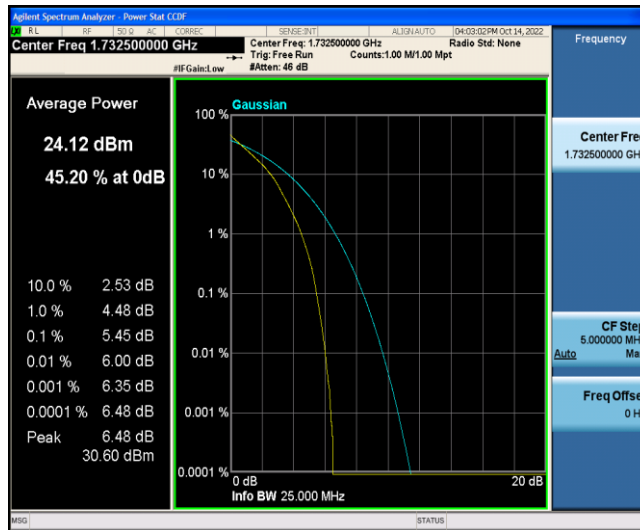 Agilent Spectrum Analyzer - Power Stat CCDF
RL RF 50 Ω AC CORREC SENSE:INT ALIGN AUTO 04:03:02 PM Oct 14, 2022
Center Freq 1.732500000 GHz
Center Freq: 1.732500000 GHz Radio Std: None
Trig: Free Run Counts:1.00 M/1.00 Mpt
#IFGain:Low #Atten: 46 dB
Frequency
Average Power
24.12 dBm
45.20 % at 0dB
10.0 % 2.53 dB
1.0 % 4.48 dB
0.1 % 5.45 dB
0.01 % 6.00 dB
0.001 % 6.35 dB
0.0001 % 6.48 dB
Peak 6.48 dB
30.60 dBm
Gaussian
100 %
10 %
1 %
0.1 %
0.01 %
0.001 %
0.0001 %
0 dB 20 dB
Info BW 25.000 MHz
Center Fre
1.732500000 GH
CF Step
5.000000 MH
Auto Ma
Freq Offse
0 H
MSG STATUS